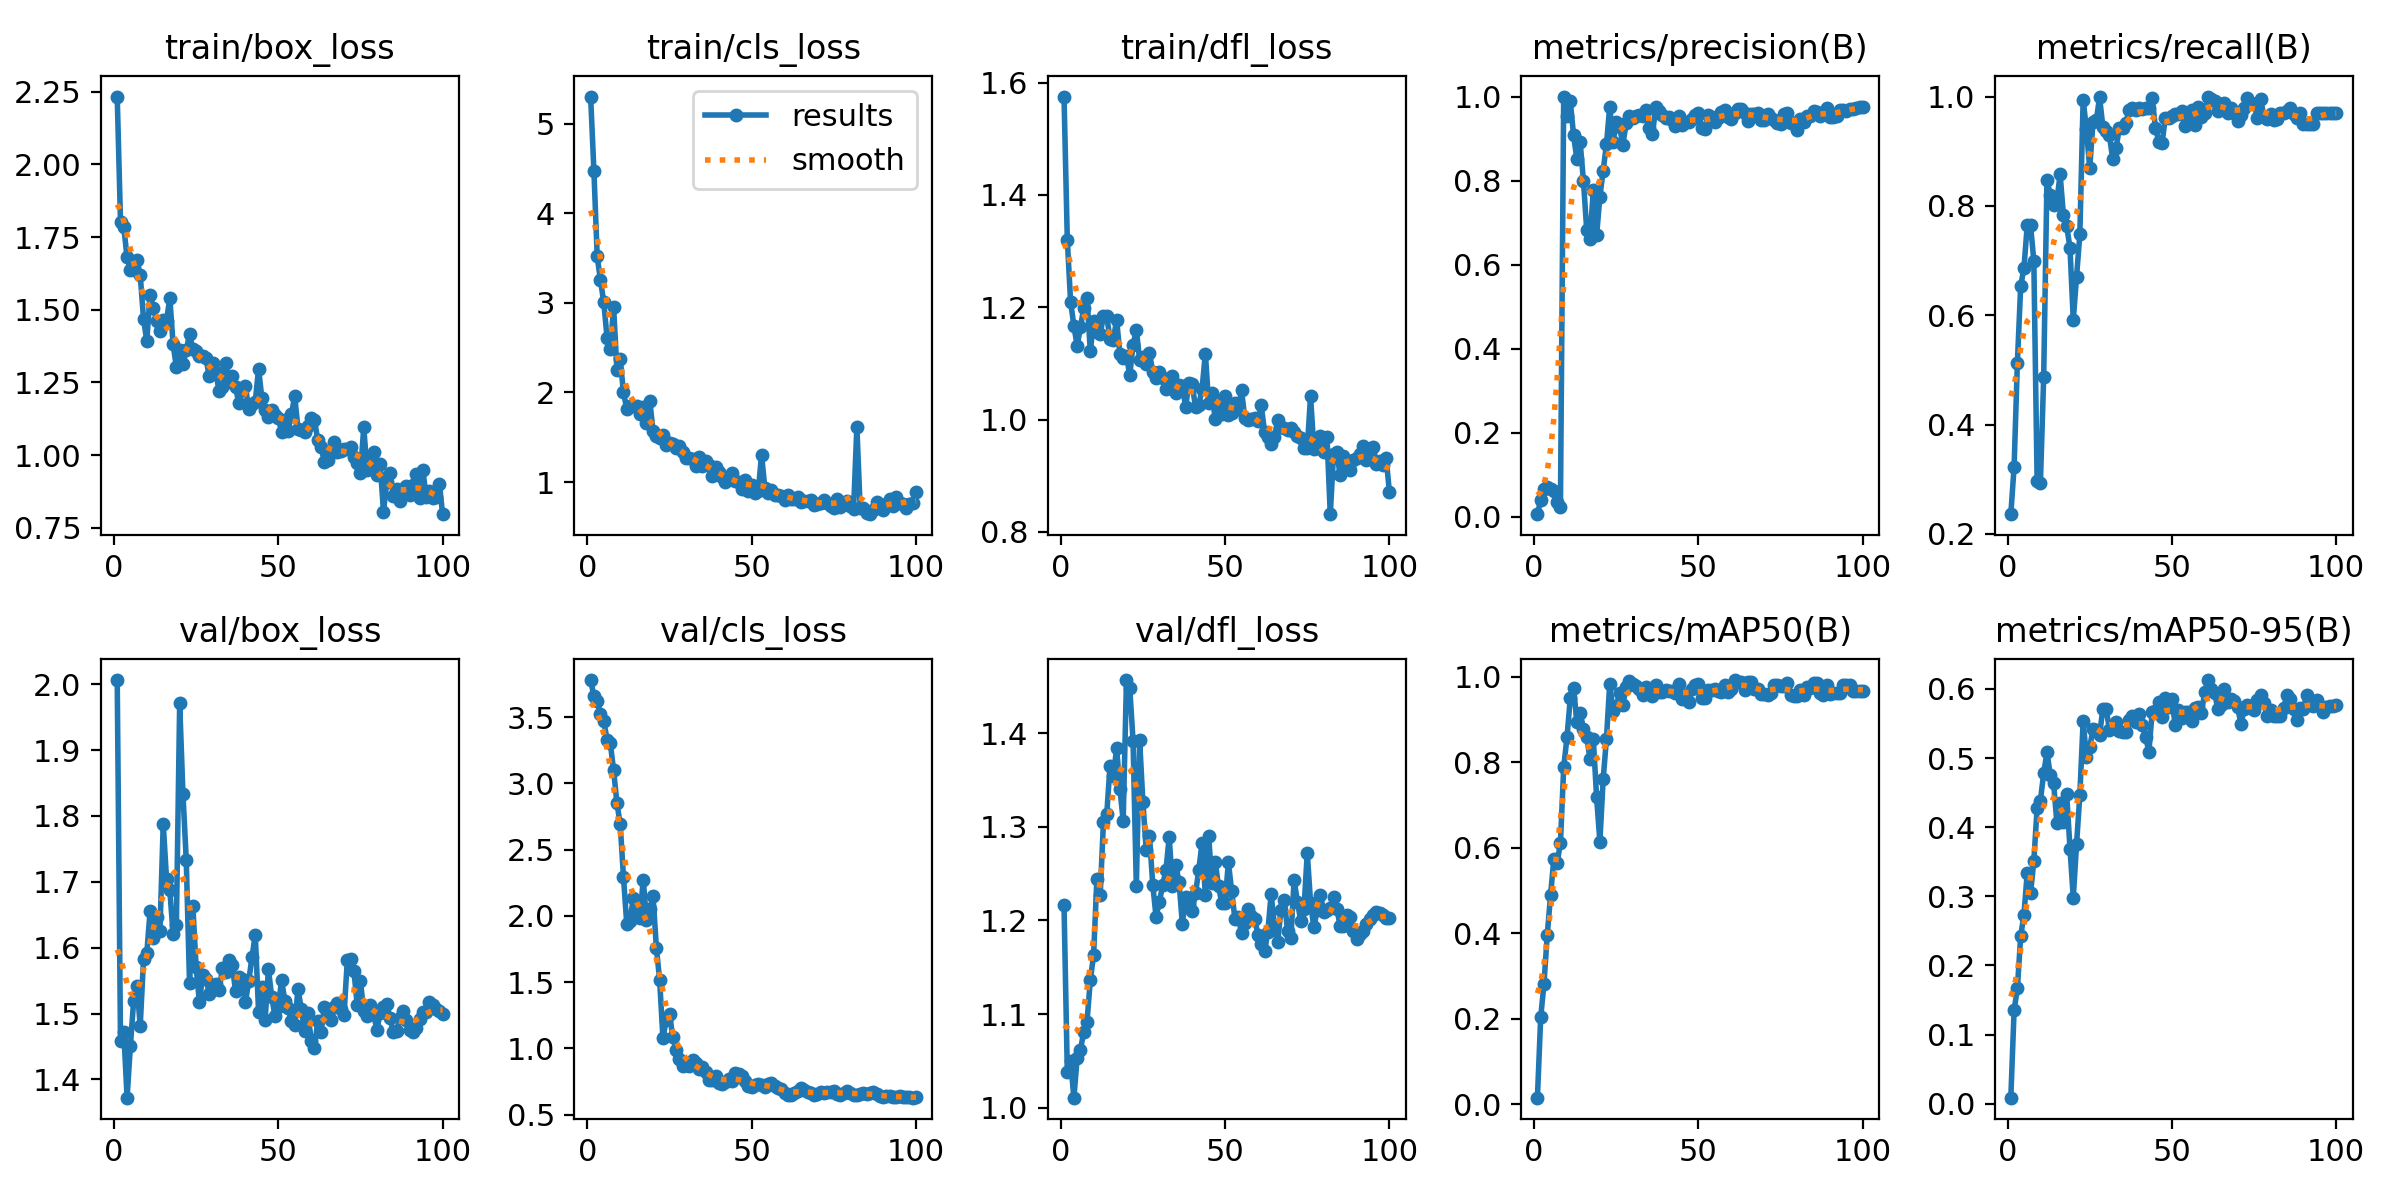 train/box_loss
2.25
2.00
1.75
1.50
1.25
1.00
0.75
0 50 100
train/cls_loss
results
smooth
5
4
3
2
1
0 50 100
train/dfl_loss
1.6
1.4
1.2
1.0
0.8
0 50 100
metrics/precision(B)
1.0
0.8
0.6
0.4
0.2
0.0
0 50 100
metrics/recall(B)
1.0
0.8
0.6
0.4
0.2
0 50 100
val/box_loss
2.0
1.9
1.8
1.7
1.6
1.5
1.4
0 50 100
val/cls_loss
3.5
3.0
2.5
2.0
1.5
1.0
0.5
0 50 100
val/dfl_loss
1.4
1.3
1.2
1.1
1.0
0 50 100
metrics/mAP50(B)
1.0
0.8
0.6
0.4
0.2
0.0
0 50 100
metrics/mAP50-95(B)
0.6
0.5
0.4
0.3
0.2
0.1
0.0
0 50 100